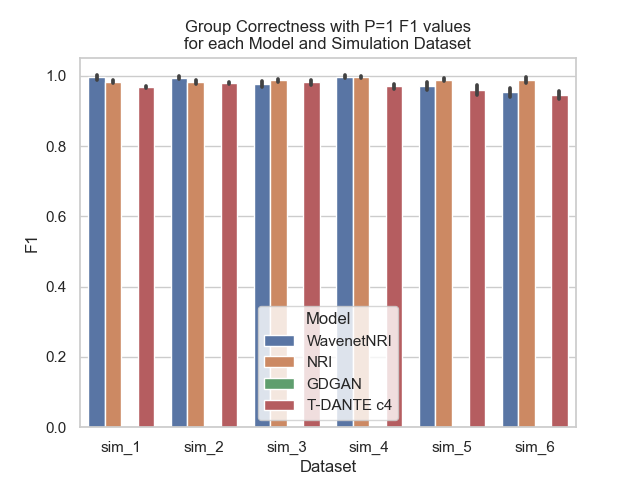 Group Correctness with P=1 F1 values
for each Model and Simulation Dataset
F1
1.0
0.8
0.6
0.4
0.2
0.0
Model
WavenetNRI
NRI
GDGAN
T-DANTE c4
sim_1 sim_2 sim_3 sim_4 sim_5 sim_6
Dataset